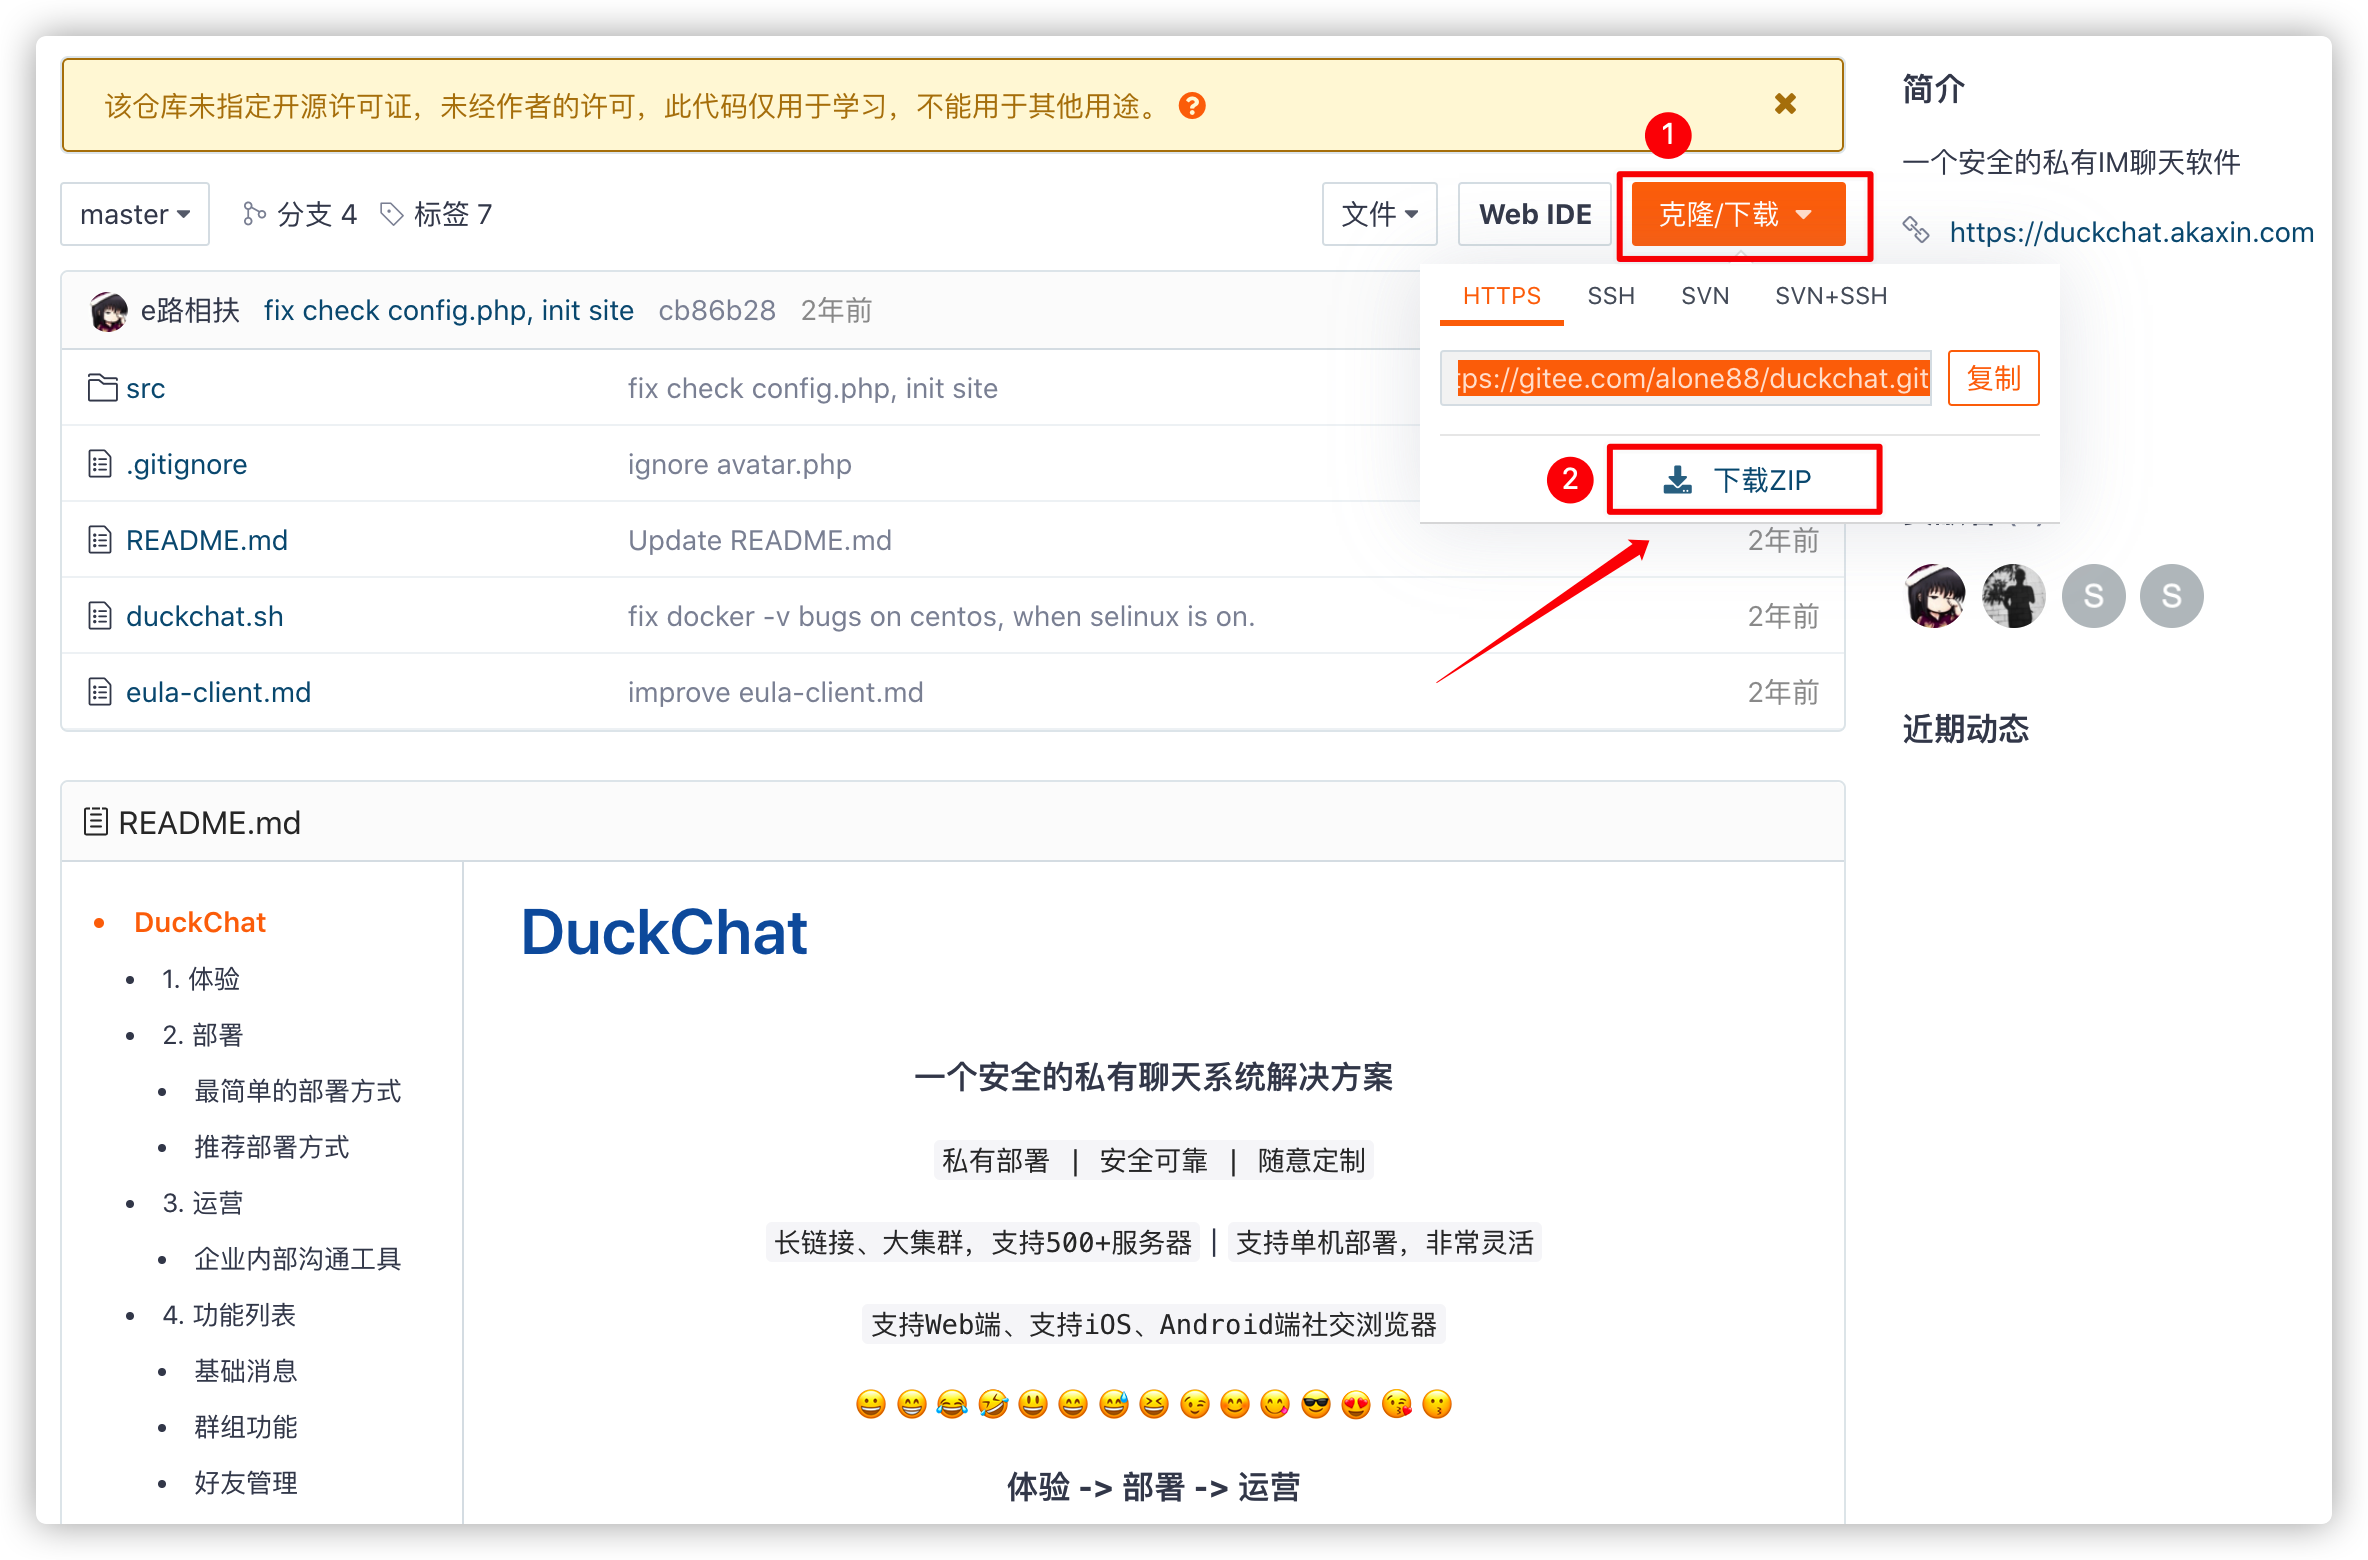 该仓库未指定开源许可证，未经作者的许可，此代码仅用于学习，不能用于其他用途。
1
master 分支 4 标签 7
文件 Web IDE 克隆/下载
HTTPS SSH SVN SVN+SSH
tps://gitee.com/alone88/duckchat.git 复制
2 下载ZIP
e路相扶 fix check config.php, init site cb86b28 2年前
src fix check config.php, init site
.gitignore ignore avatar.php
README.md Update README.md 2年前
duckchat.sh fix docker -v bugs on centos, when selinux is on. 2年前
eula-client.md improve eula-client.md 2年前
简介
一个安全的私有IM聊天软件
https://duckchat.akaxin.com
S S
近期动态
README.md
DuckChat
1. 体验
2. 部署
最简单的部署方式
推荐部署方式
3. 运营
企业内部沟通工具
4. 功能列表
基础消息
群组功能
好友管理
DuckChat
一个安全的私有聊天系统解决方案
私有部署 | 安全可靠 | 随意定制
长链接、大集群，支持500+服务器 | 支持单机部署，非常灵活
支持Web端、支持iOS、Android端社交浏览器
😀 😁 😂 🤣 😃 😄 😅 😆 😉 😊 😋 😎 😍 😘 😗
体验 -> 部署 -> 运营